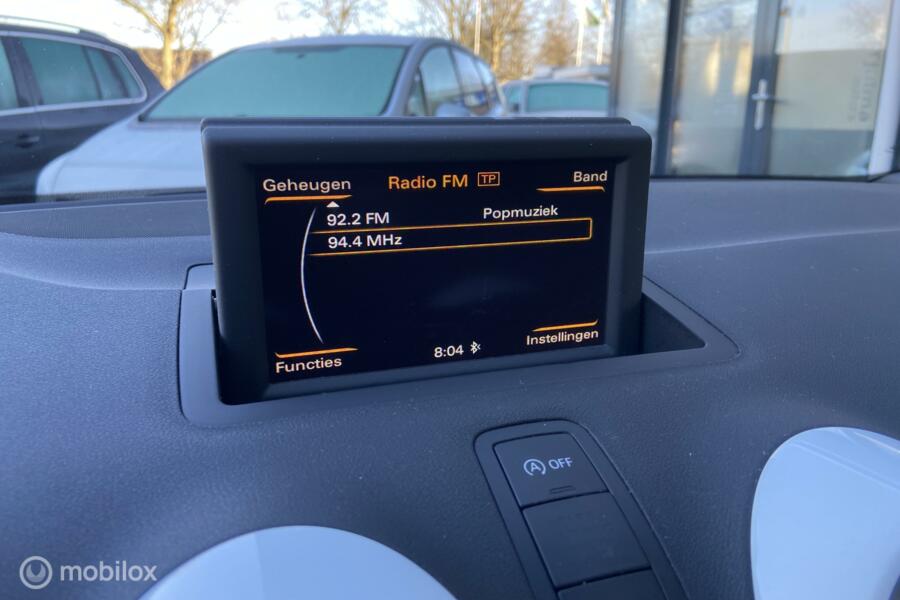 Geheugen
Radio FM TP
Band
92.2 FM Popmuziek
94.4 MHz
Functies
8:04
Instellingen
A OFF
mobilox